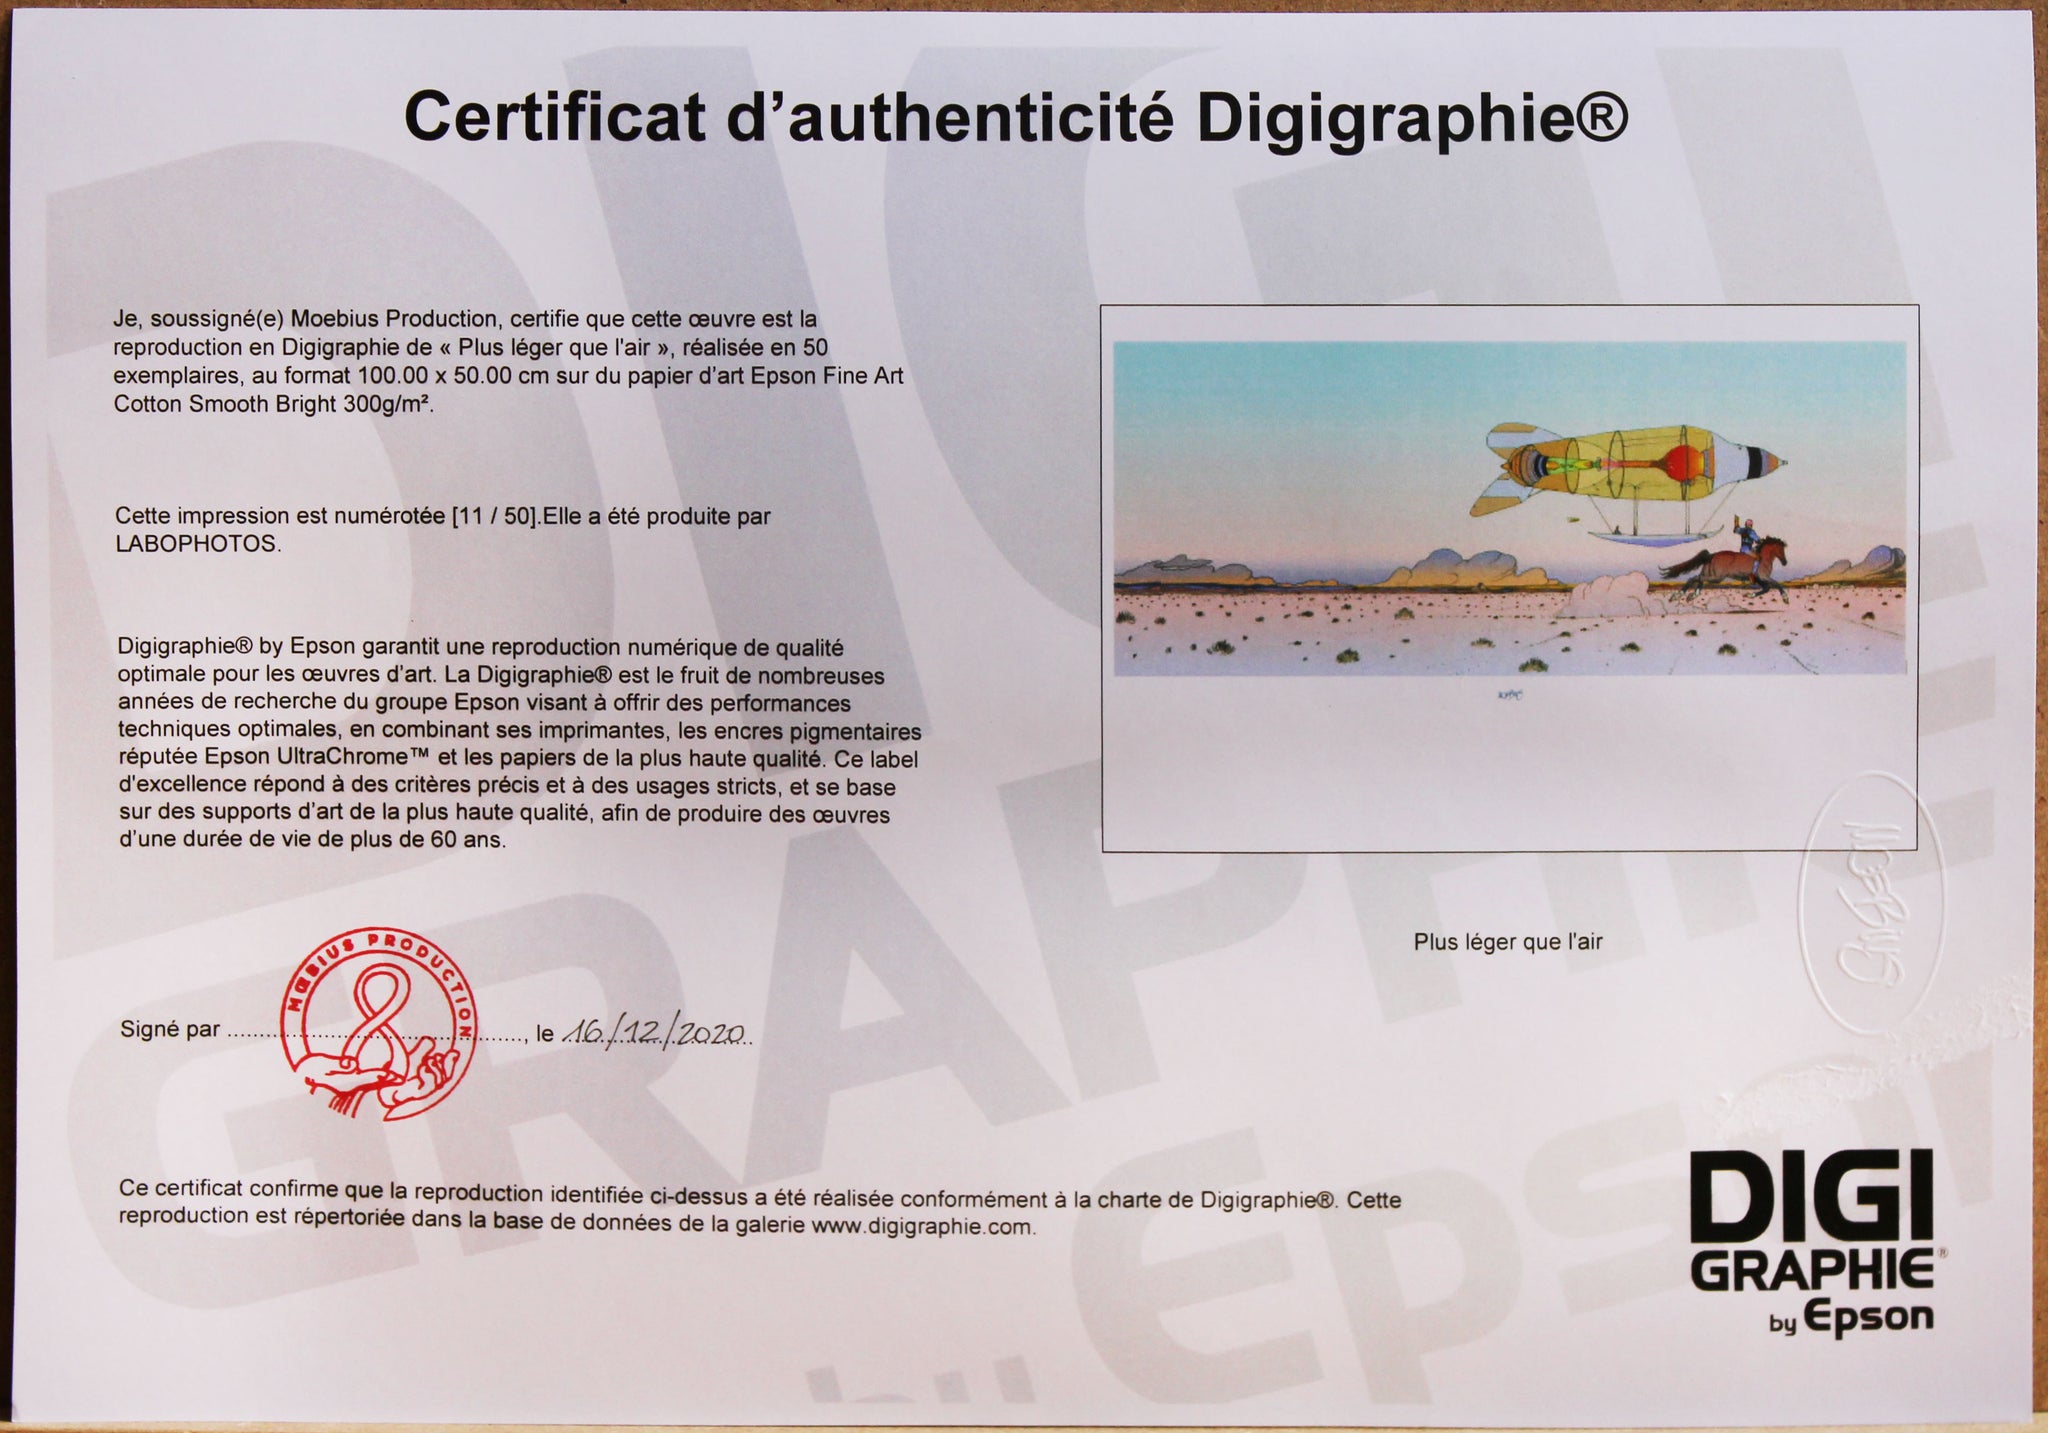 Certificat d’authenticité Digigraphie®
Je, soussigné(e) Moebius Production, certifie que cette œuvre est la
reproduction en Digigraphie de « Plus léger que l'air », réalisée en 50
exemplaires, au format 100.00 x 50.00 cm sur du papier d’art Epson Fine Art
Cotton Smooth Bright 300g/m².
Cette impression est numérotée [11 / 50].Elle a été produite par
LABOPHOTOS.
Digigraphie® by Epson garantit une reproduction numérique de qualité
optimale pour les œuvres d’art. La Digigraphie® est le fruit de nombreuses
années de recherche du groupe Epson visant à offrir des performances
techniques optimales, en combinant ses imprimantes, les encres pigmentaires
réputée Epson UltraChrome™ et les papiers de la plus haute qualité. Ce label
d'excellence répond à des critères précis et à des usages stricts, et se base
sur des supports d’art de la plus haute qualité, afin de produire des œuvres
d’une durée de vie de plus de 60 ans.
Plus léger que l'air
MŒBIUS
MŒBIUS PRODUCTION
Signé par ................................................, le 16/12/2020
Ce certificat confirme que la reproduction identifiée ci-dessus a été réalisée conformément à la charte de Digigraphie®. Cette
reproduction est répertoriée dans la base de données de la galerie www.digigraphie.com.
DIGI
GRAPHIE®
by Epson
DIGI
GRAPHIE
by Epson